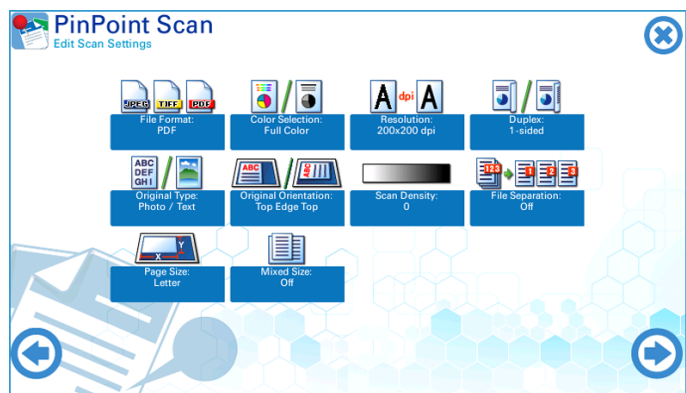 PinPoint Scan
Edit Scan Settings
JPEG TIFF PDF
File Format:
PDF
Color Selection:
Full Color
A dpi A
Resolution:
200x200 dpi
Duplex:
1-sided
ABC
DEF
GHI
Original Type:
Photo / Text
ABC ABC
Original Orientation:
Top Edge Top
Scan Density:
0
123 1 2 3
File Separation:
Off
X Y
Page Size:
Letter
Mixed Size:
Off